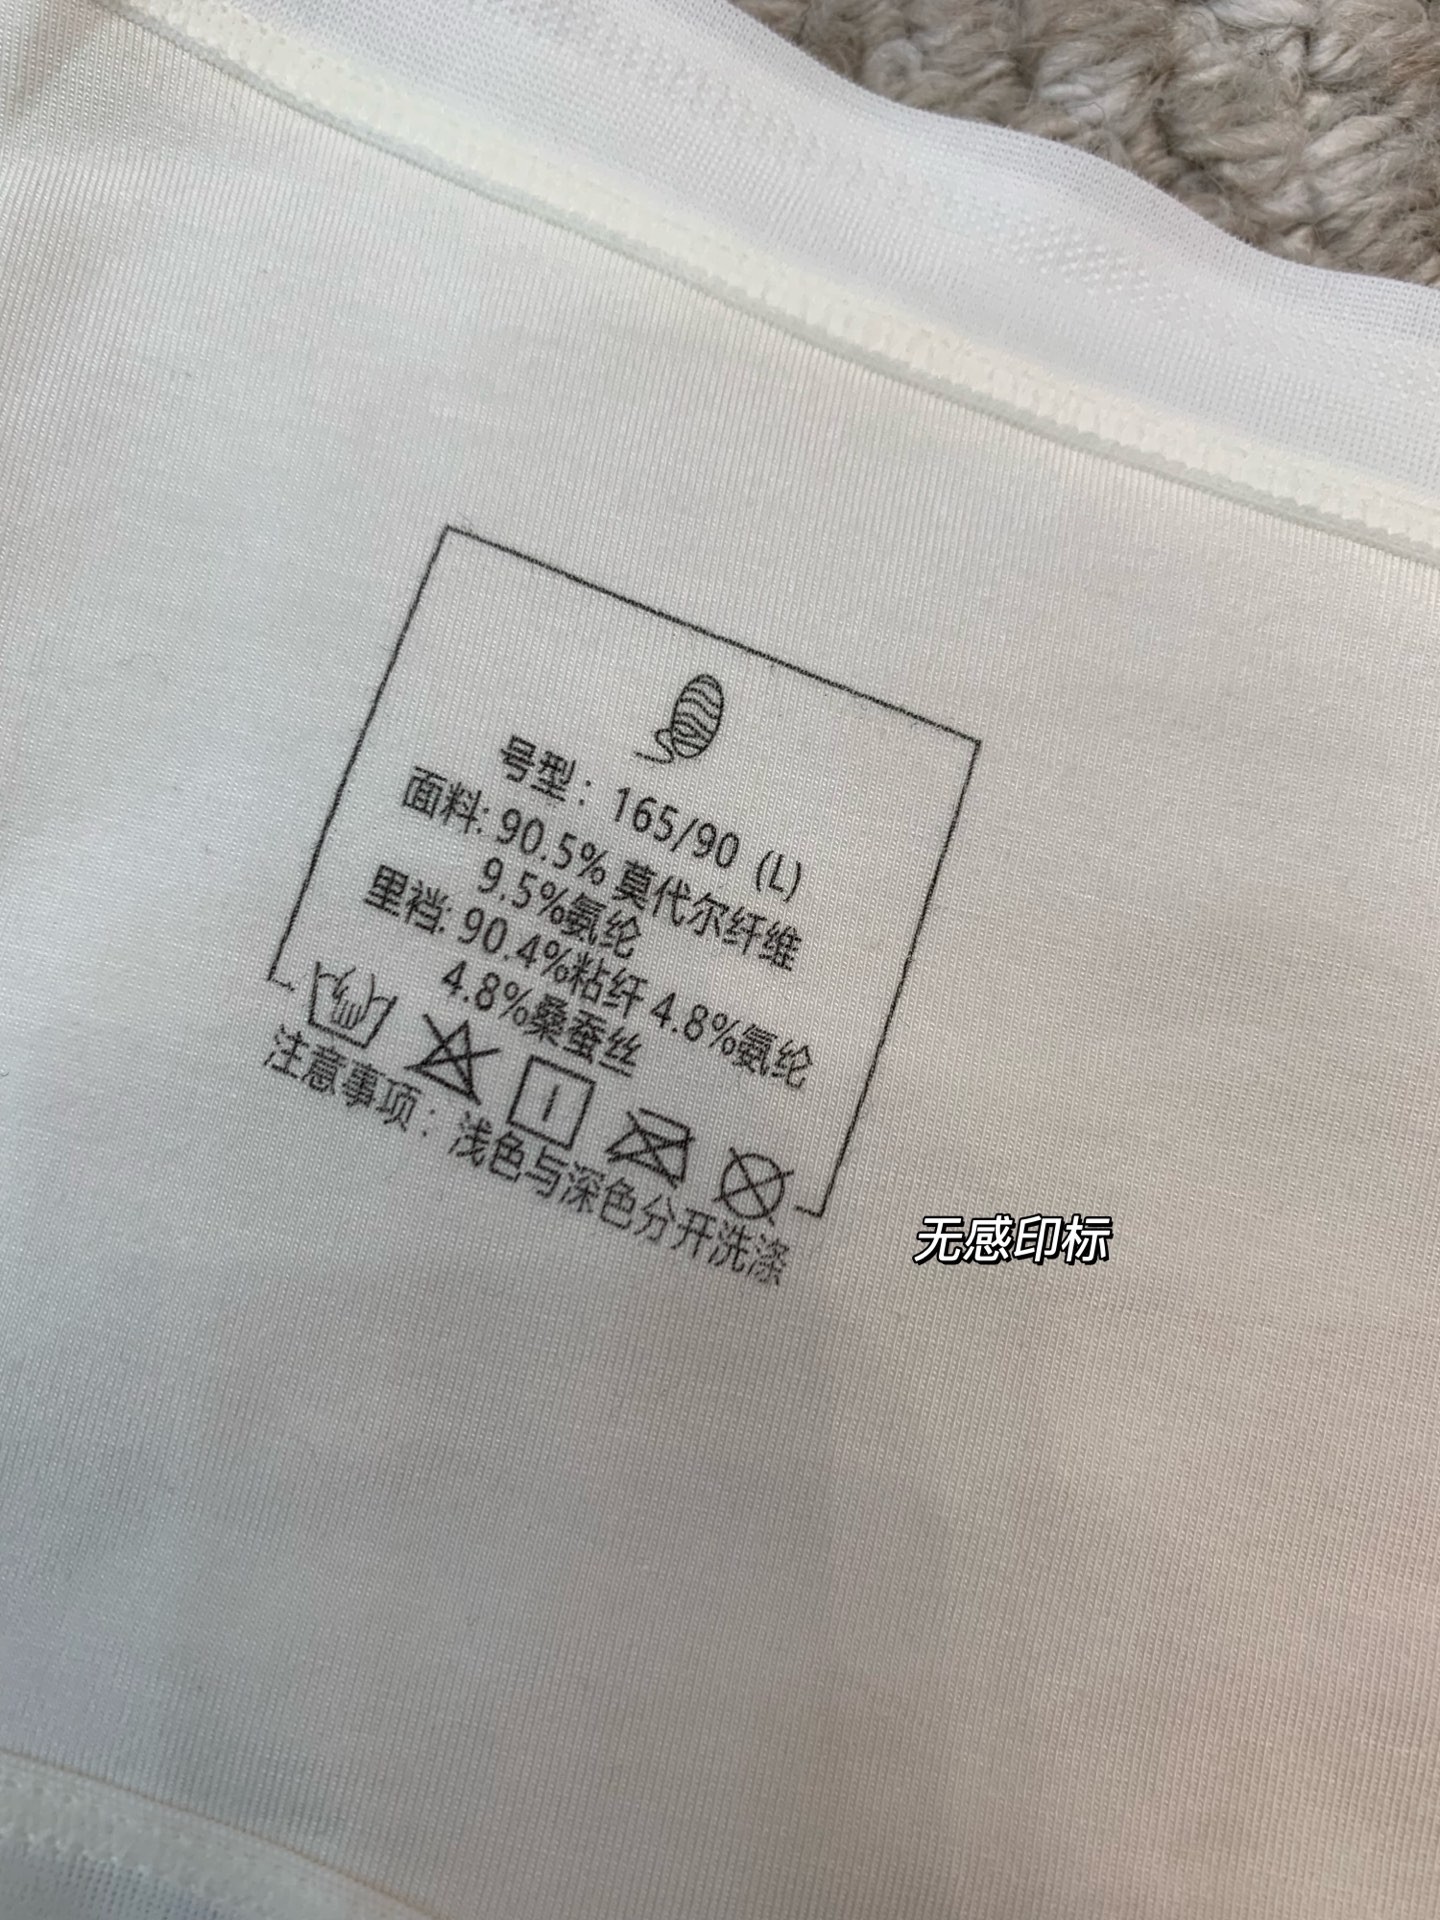 号型：165/90 (L)
面料: 90.5% 莫代尔纤维
9.5%氨纶
里裆: 90.4%粘纤 4.8%氨纶
4.8%桑蚕丝
注意事项：浅色与深色分开洗涤
无感印标